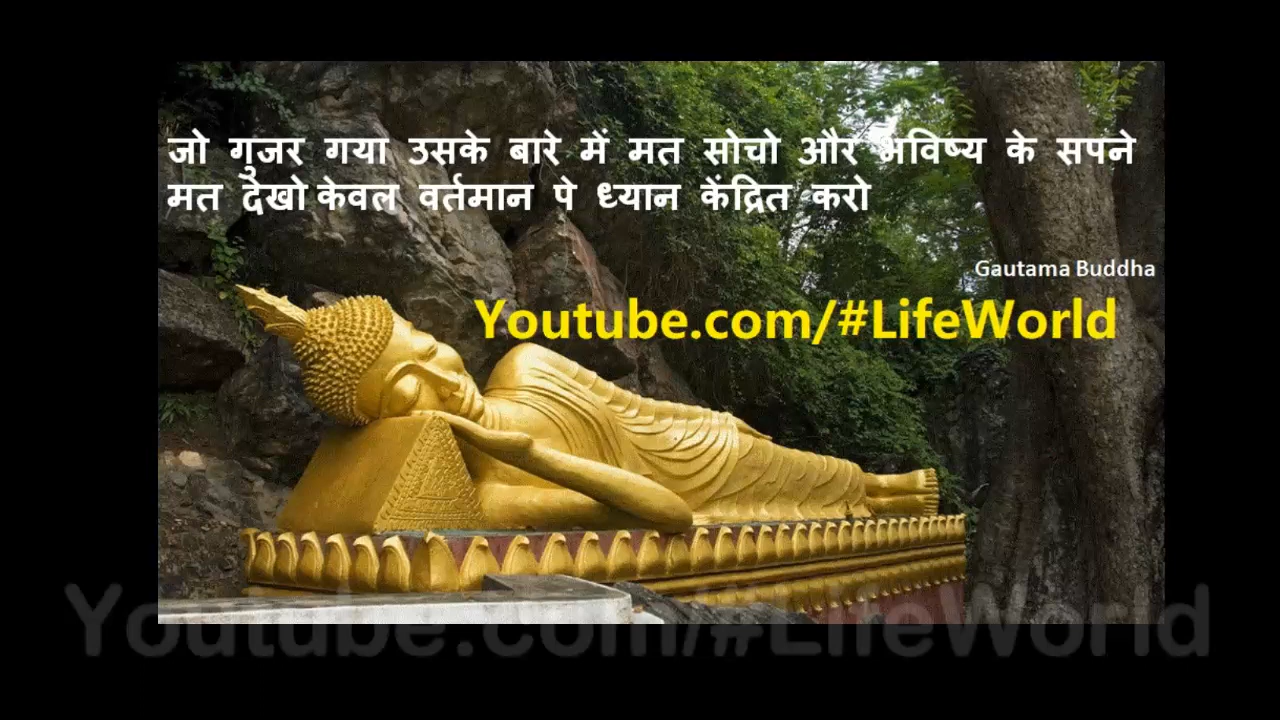 जो गुजर गया उसके बारे में मत सोचो और भविष्य के सपने
मत देखो केवल वर्तमान पे ध्यान केंद्रित करो
Gautama Buddha
Youtube.com/#LifeWorld
Youtube.com/#LifeWorld